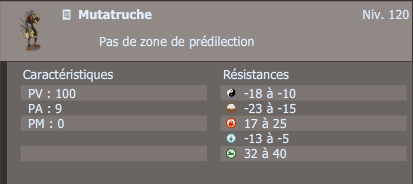 Mutatruche Niv. 120
Pas de zone de prédilection
Caractéristiques
PV : 100
PA : 9
PM : 0
Résistances
-18 à -10
-23 à -15
17 à 25
-13 à -5
32 à 40